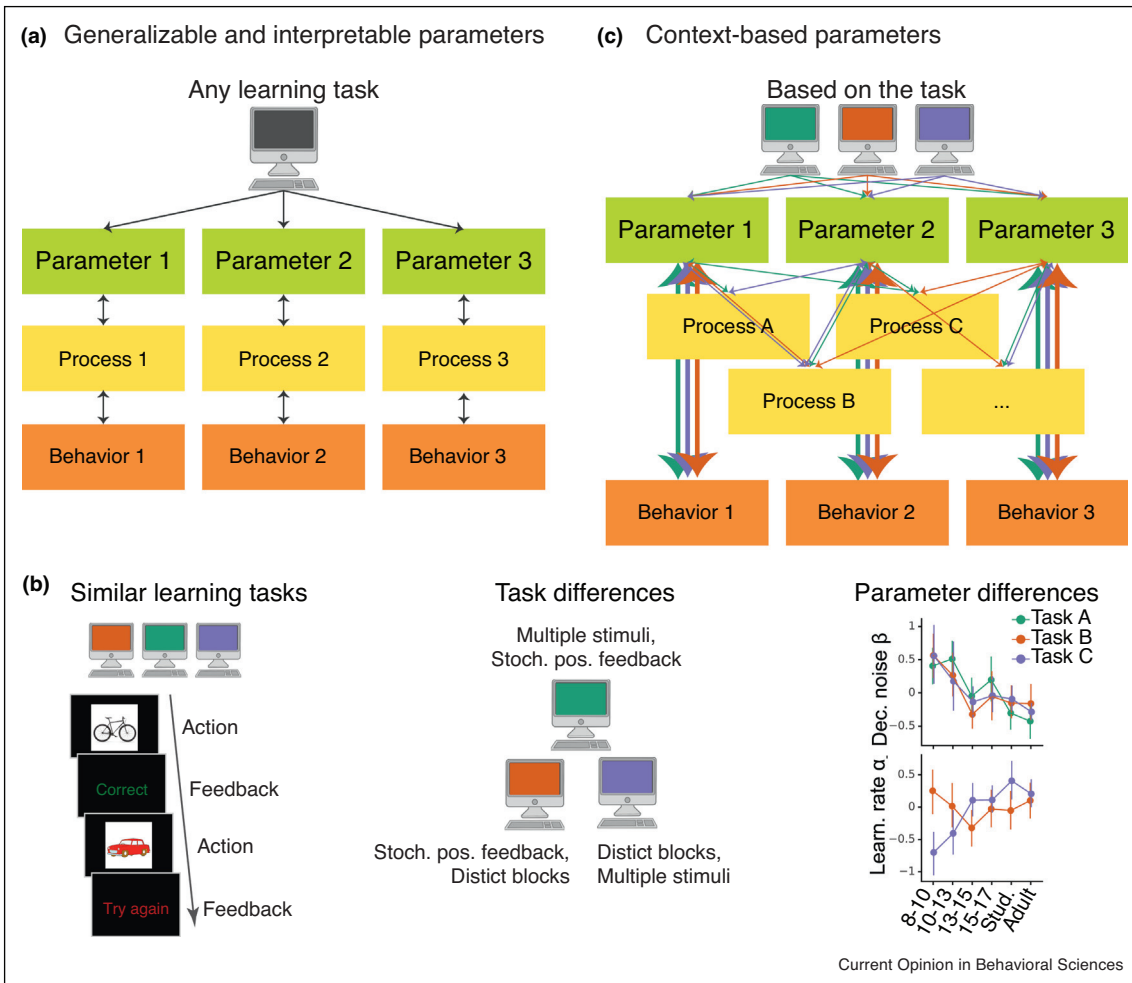 (a) Generalizable and interpretable parameters
Any learning task
Parameter 1 Parameter 2 Parameter 3
Process 1 Process 2 Process 3
Behavior 1 Behavior 2 Behavior 3
(c) Context-based parameters
Based on the task
Parameter 1 Parameter 2 Parameter 3
Process A Process C
Process B ...
Behavior 1 Behavior 2 Behavior 3
(b) Similar learning tasks
Action
Correct
Feedback
Action
Try again
Feedback
Task differences
Multiple stimuli,
Stoch. pos. feedback
Stoch. pos. feedback,
Distict blocks
Distict blocks,
Multiple stimuli
Parameter differences
Task A
Task B
Task C
Dec. noise β
1
0.5
0
−0.5
Learn. rate α
0.5
0
−0.5
−1
8-10
10-13
13-15
15-17
Stud.
Adult
Current Opinion in Behavioral Sciences